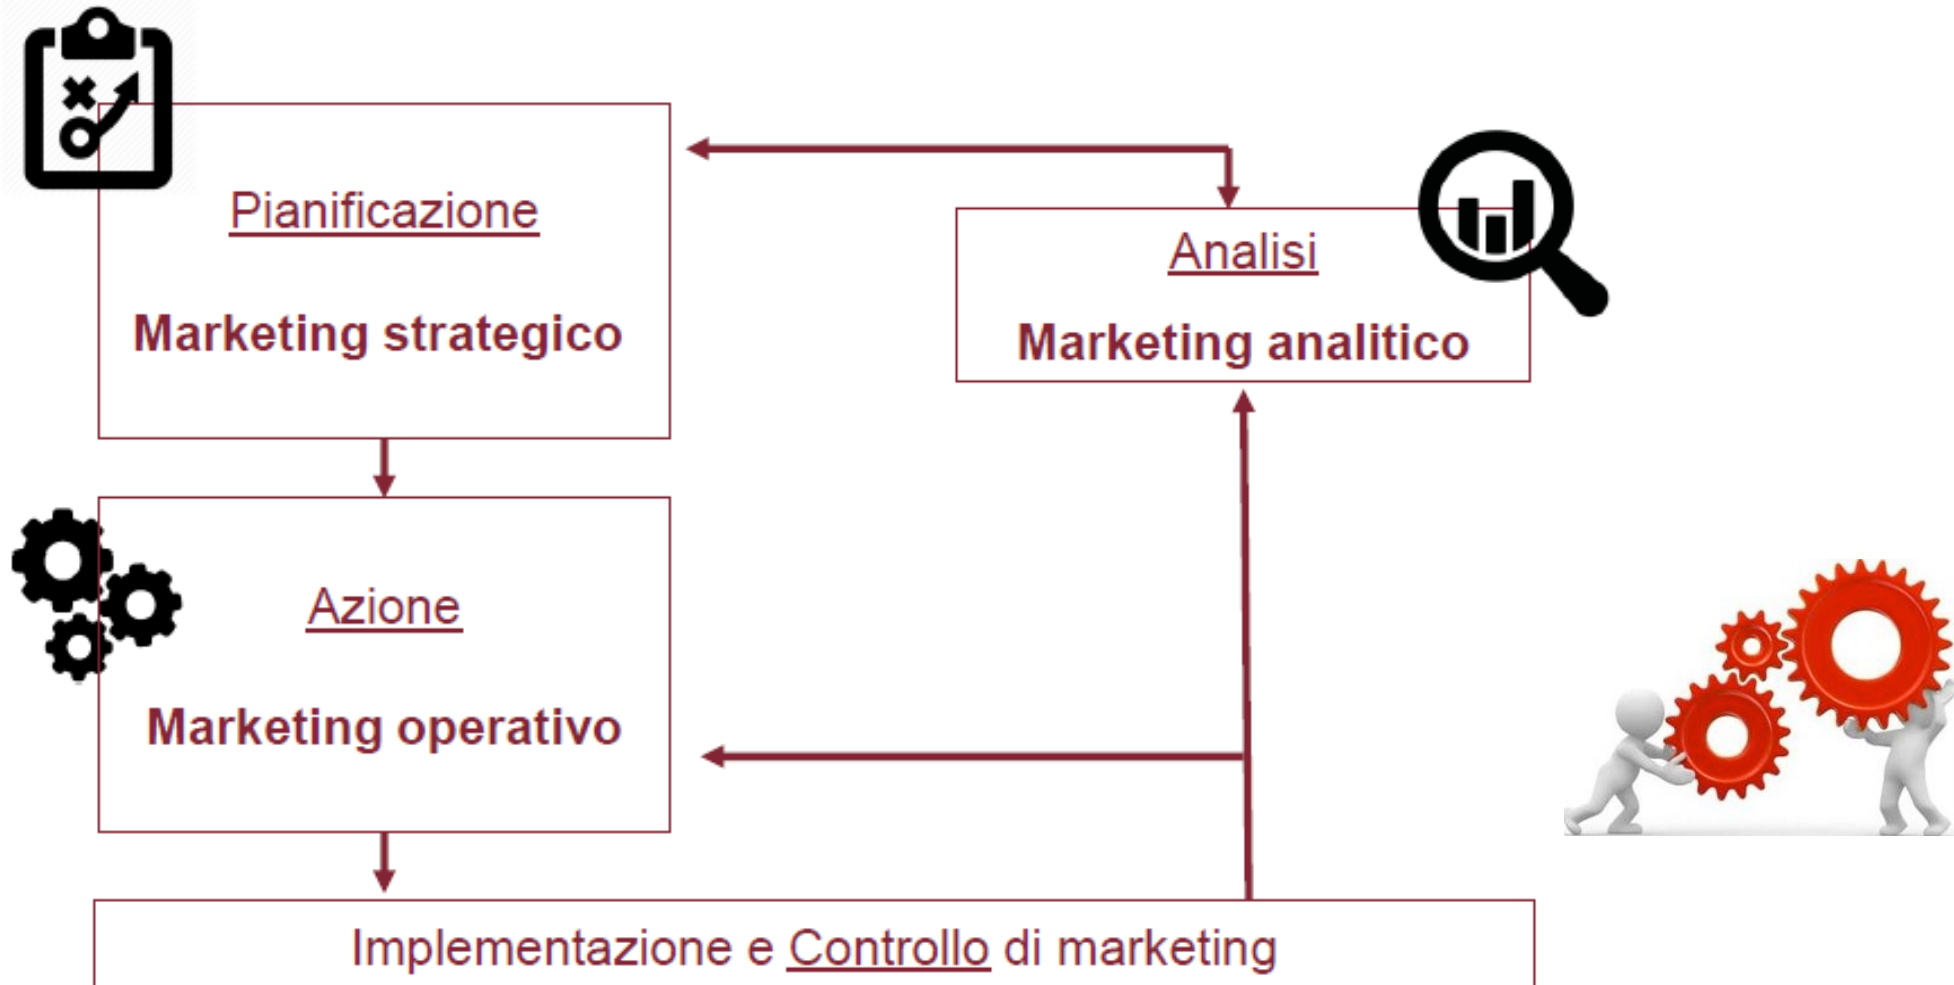 Pianificazione
Marketing strategico
Analisi
Marketing analitico
Azione
Marketing operativo
Implementazione e Controllo di marketing